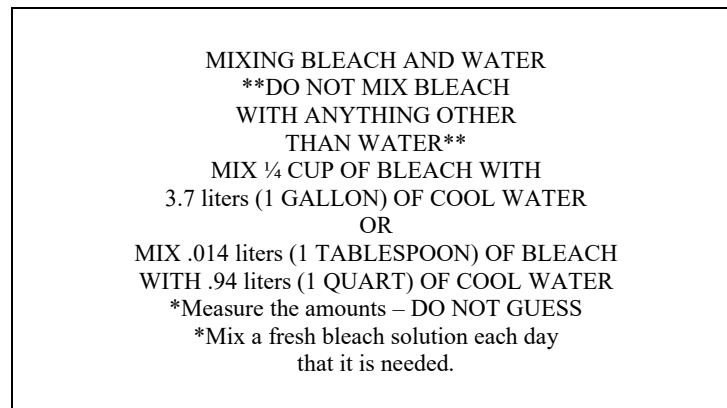 MIXING BLEACH AND WATER
**DO NOT MIX BLEACH
WITH ANYTHING OTHER
THAN WATER**
MIX ¼ CUP OF BLEACH WITH
3.7 liters (1 GALLON) OF COOL WATER
OR
MIX .014 liters (1 TABLESPOON) OF BLEACH
WITH .94 liters (1 QUART) OF COOL WATER
*Measure the amounts – DO NOT GUESS
*Mix a fresh bleach solution each day
that it is needed.